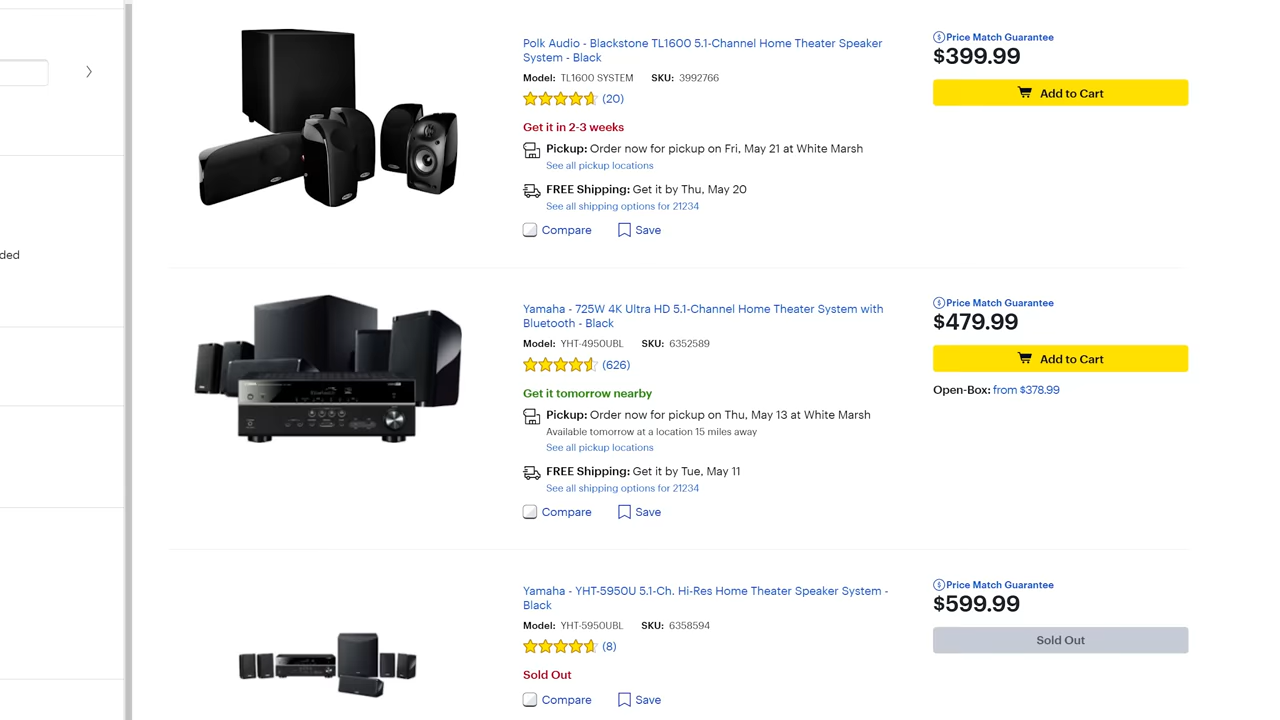 Polk Audio - Blackstone TL1600 5.1-Channel Home Theater Speaker
System - Black
Model: TL1600 SYSTEM SKU: 3992766
(20)
Get it in 2-3 weeks
Pickup: Order now for pickup on Fri, May 21 at White Marsh
See all pickup locations
FREE Shipping: Get it by Thu, May 20
See all shipping options for 21234
Compare Save
Price Match Guarantee
$399.99
Add to Cart
ded
Yamaha - 725W 4K Ultra HD 5.1-Channel Home Theater System with
Bluetooth - Black
Model: YHT-4950UBL SKU: 6352589
(626)
Get it tomorrow nearby
Pickup: Order now for pickup on Thu, May 13 at White Marsh
Available tomorrow at a location 15 miles away
See all pickup locations
FREE Shipping: Get it by Tue, May 11
See all shipping options for 21234
Compare Save
Price Match Guarantee
$479.99
Add to Cart
Open-Box: from $378.99
Yamaha - YHT-5950U 5.1-Ch. Hi-Res Home Theater Speaker System -
Black
Model: YHT-5950UBL SKU: 6358594
(8)
Sold Out
Compare Save
Price Match Guarantee
$599.99
Sold Out